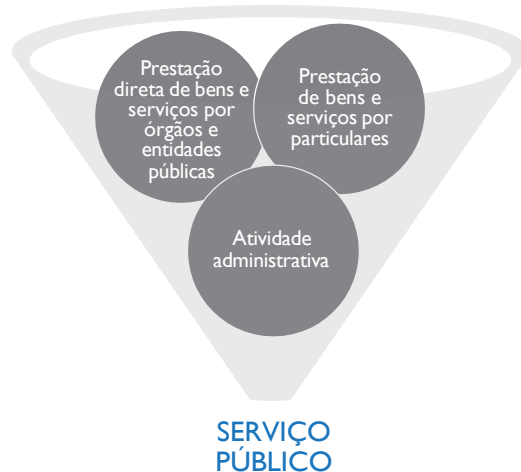 Prestação
direta de bens e
serviços por
órgãos e
entidades
públicas
Prestação
de bens e
serviços por
particulares
Atividade
administrativa
SERVIÇO
PÚBLICO